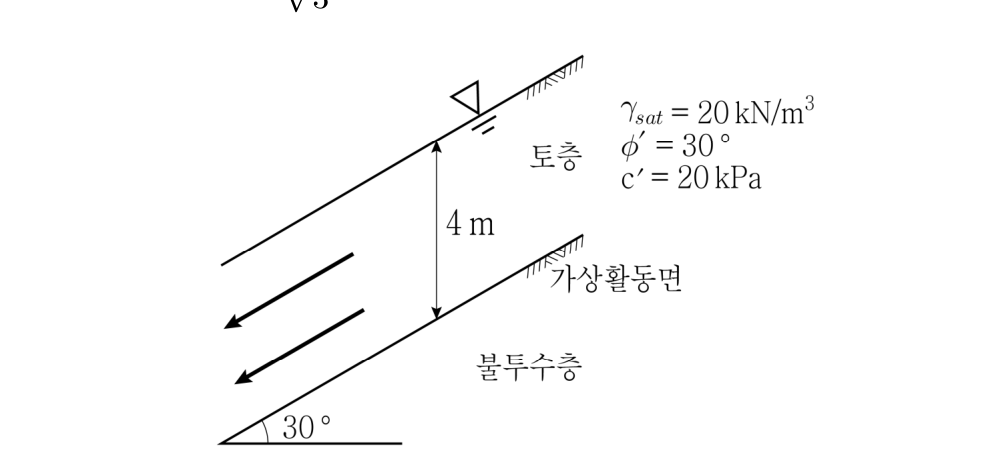 γsat = 20 kN/m³
φ′ = 30°
c′ = 20 kPa
토층
4 m
가상활동면
불투수층
30°